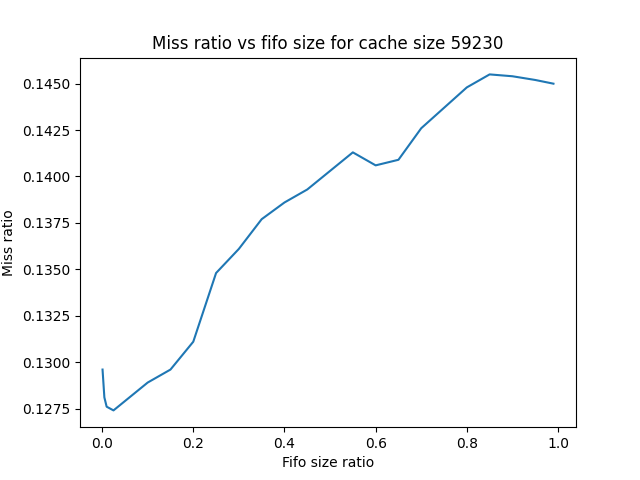 Miss ratio vs fifo size for cache size 59230
Miss ratio
0.1450
0.1425
0.1400
0.1375
0.1350
0.1325
0.1300
0.1275
0.0 0.2 0.4 0.6 0.8 1.0
Fifo size ratio